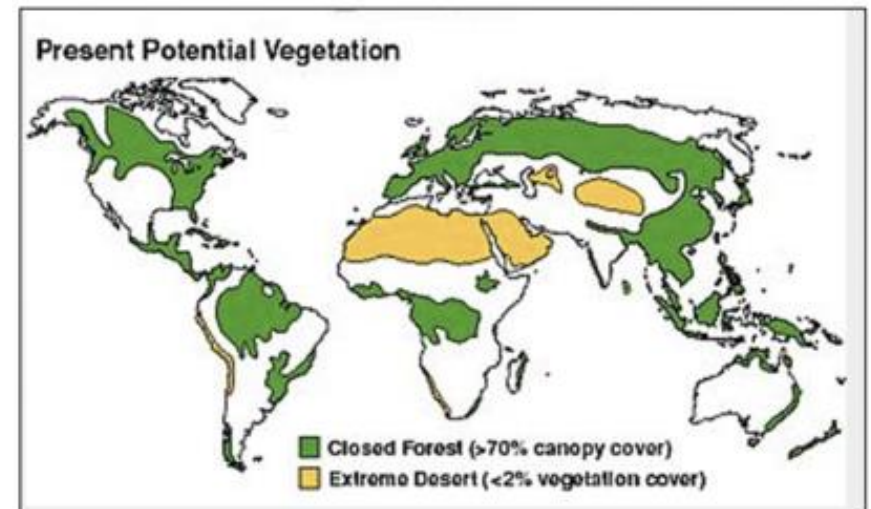 Present Potential Vegetation
Closed Forest (>70% canopy cover)
Extreme Desert (<2% vegetation cover)